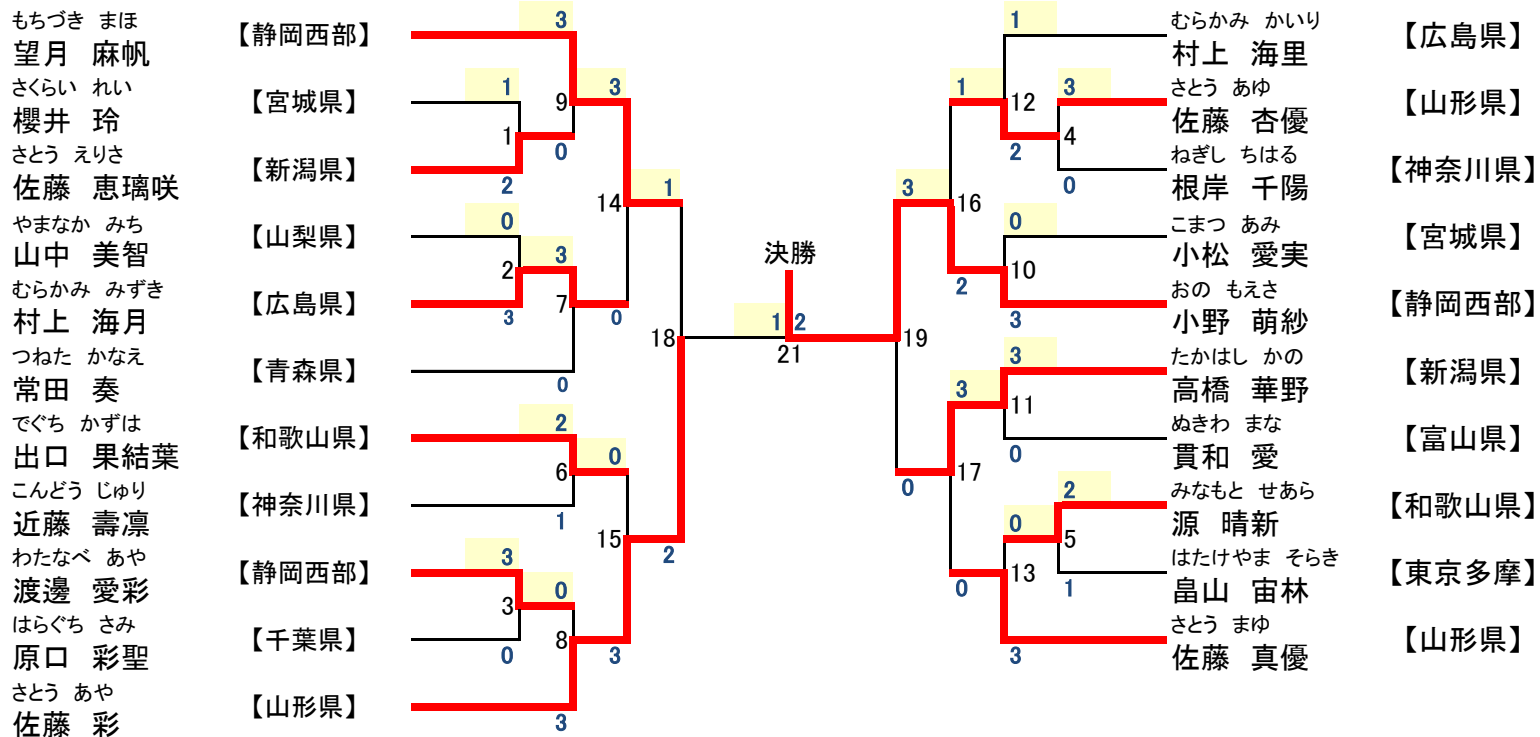 もちづき まほ
望月 麻帆
【静岡西部】
さくらい れい
櫻井 玲
【宮城県】
さとう えりさ
佐藤 恵璃咲
【新潟県】
やまなか みち
山中 美智
【山梨県】
むらかみ みずき
村上 海月
【広島県】
つねた かなえ
常田 奏
【青森県】
でぐち かずは
出口 果結葉
【和歌山県】
こんどう じゅり
近藤 壽凛
【神奈川県】
わたなべ あや
渡邊 愛彩
【静岡西部】
はらぐち さみ
原口 彩聖
【千葉県】
さとう あや
佐藤 彩
【山形県】
3
1
9
3
1
0
2
14
1
0
2
3
7
3
0
0
18
2
6
0
1
15
2
3
3
0
0
8
3
3
決勝
1 2
21
1
1
12
3
4
2
0
3
16
0
10
2
3
19
3
3
11
0
0
17
2
0
5
13
1
0
3
むらかみ かいり
村上 海里
【広島県】
さとう あゆ
佐藤 杏優
【山形県】
ねぎし ちはる
根岸 千陽
【神奈川県】
こまつ あみ
小松 愛実
【宮城県】
おの もえさ
小野 萌紗
【静岡西部】
たかはし かの
高橋 華野
【新潟県】
ぬきわ まな
貫和 愛
【富山県】
みなもと せあら
源 晴新
【和歌山県】
はたけやま そらき
畠山 宙林
【東京多摩】
さとう まゆ
佐藤 真優
【山形県】